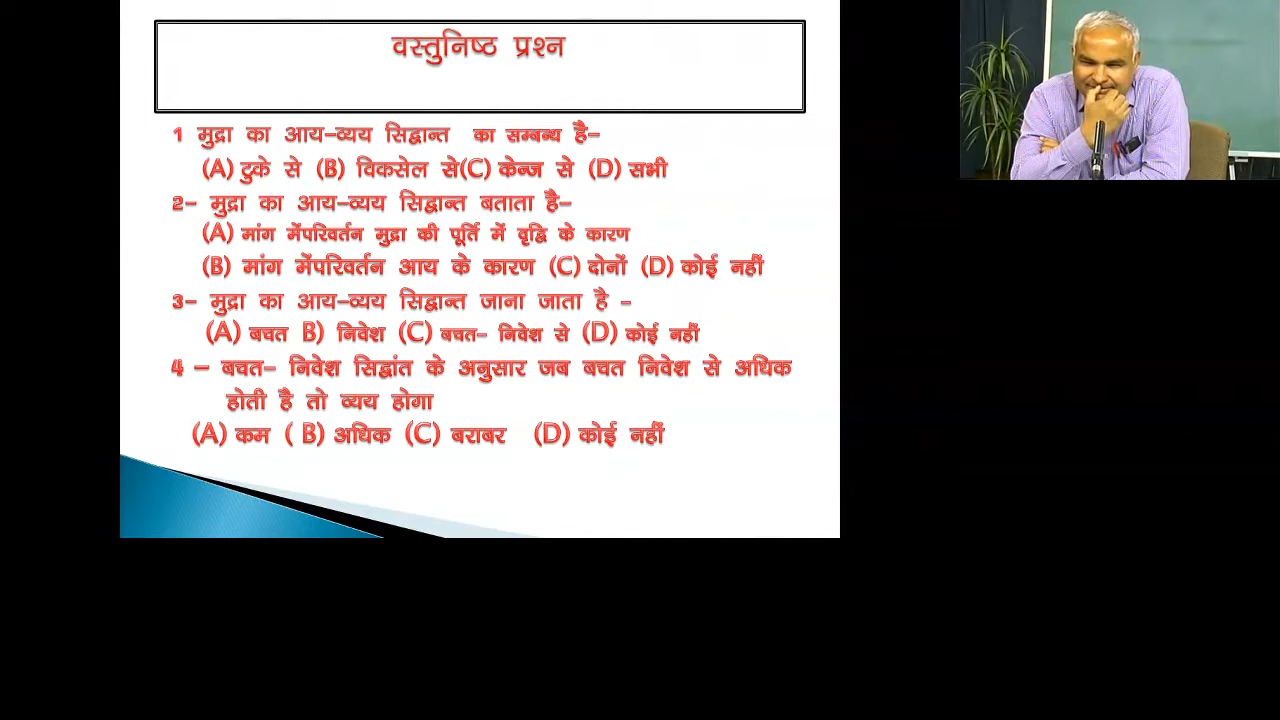 वस्तुनिष्ठ प्रश्न
1 मुद्रा का आय-व्यय सिद्वान्त का सम्बन्ध है-
(A) टुके से (B) विकसेल से(C) केन्ज से (D) सभी
2- मुद्रा का आय-व्यय सिद्वान्त बताता है-
(A) मांग मेंपरिवर्तन मुद्रा की पूर्ति में वृद्वि के कारण
(B) मांग मेंपरिवर्तन आय के कारण (C) दोनों (D) कोई नहीं
3- मुद्रा का आय-व्यय सिद्वान्त जाना जाता है -
(A) बचत B) निवेश (C) बचत- निवेश से (D) कोई नहीं
4 - बचत- निवेश सिद्वांत के अनुसार जब बचत निवेश से अधिक
होती है तो व्यय होगा
(A) कम ( B) अधिक (C) बराबर (D) कोई नहीं